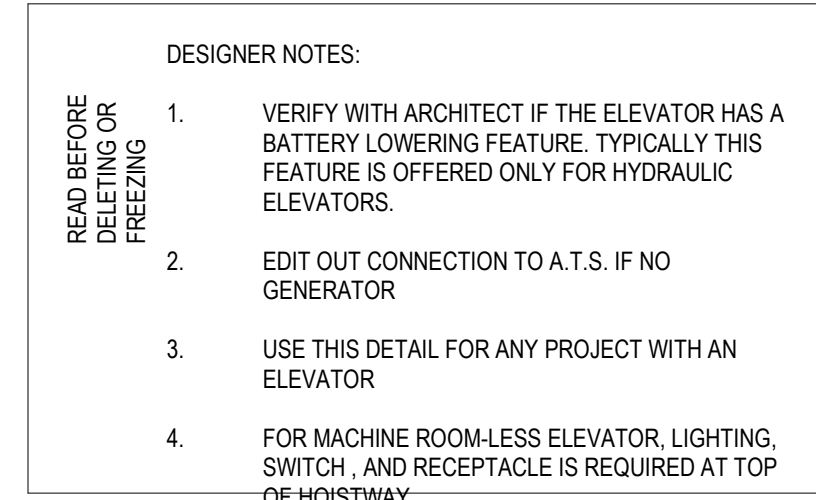 DESIGNER NOTES:
READ BEFORE
DELETING OR
FREEZING
1. VERIFY WITH ARCHITECT IF THE ELEVATOR HAS A
BATTERY LOWERING FEATURE. TYPICALLY THIS
FEATURE IS OFFERED ONLY FOR HYDRAULIC
ELEVATORS.
2. EDIT OUT CONNECTION TO A.T.S. IF NO
GENERATOR
3. USE THIS DETAIL FOR ANY PROJECT WITH AN
ELEVATOR
4. FOR MACHINE ROOM-LESS ELEVATOR, LIGHTING,
SWITCH , AND RECEPTACLE IS REQUIRED AT TOP
OF HOISTWAY